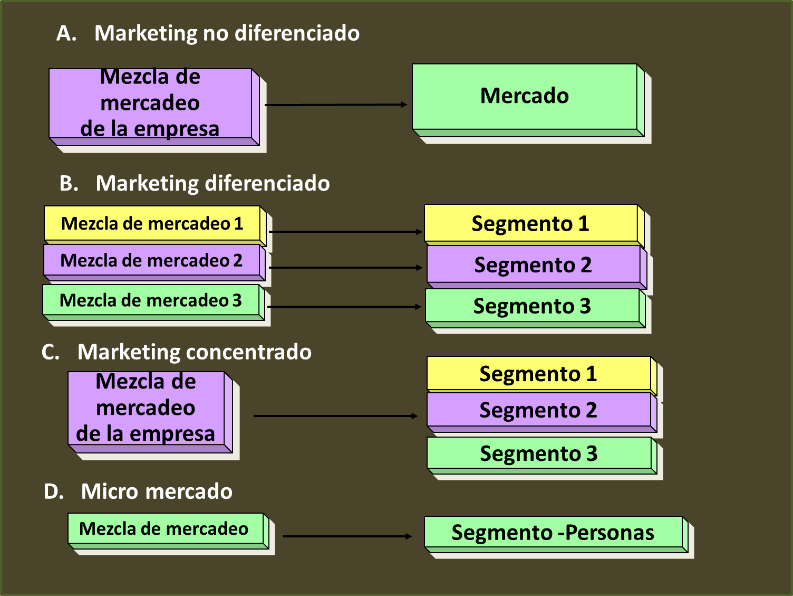 A. Marketing no diferenciado
Mezcla de
mercadeo
de la empresa
Mercado
B. Marketing diferenciado
Mezcla de mercadeo 1
Segmento 1
Mezcla de mercadeo 2
Segmento 2
Mezcla de mercadeo 3
Segmento 3
C. Marketing concentrado
Mezcla de
mercadeo
de la empresa
Segmento 1
Segmento 2
Segmento 3
D. Micro mercado
Mezcla de mercadeo
Segmento -Personas